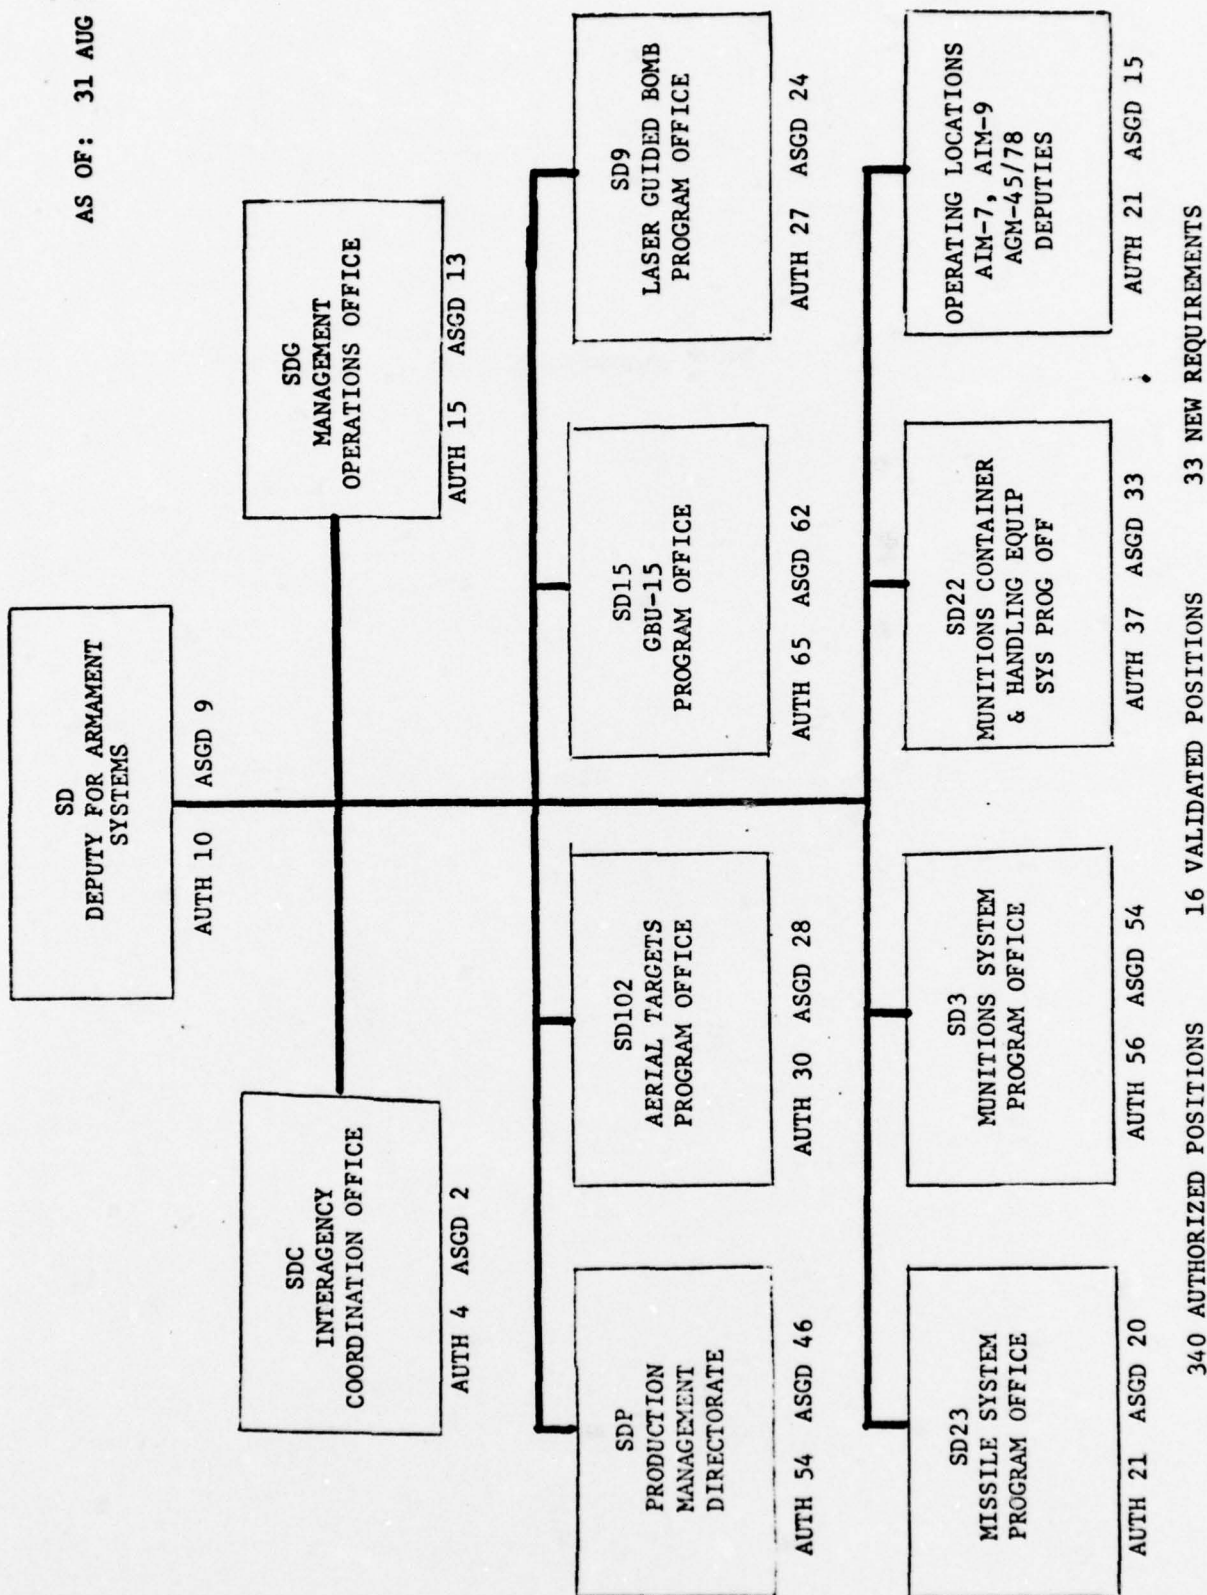 AS OF: 31 AUG
SD
DEPUTY FOR ARMAMENT
SYSTEMS
AUTH 10 ASGD 9
SDC
INTERAGENCY
COORDINATION OFFICE
AUTH 4 ASGD 2
SDG
MANAGEMENT
OPERATIONS OFFICE
AUTH 15 ASGD 13
SDP
PRODUCTION
MANAGEMENT
DIRECTORATE
AUTH 54 ASGD 46
SD102
AERIAL TARGETS
PROGRAM OFFICE
AUTH 30 ASGD 28
SD15
GBU-15
PROGRAM OFFICE
AUTH 65 ASGD 62
SD9
LASER GUIDED BOMB
PROGRAM OFFICE
AUTH 27 ASGD 24
SD23
MISSILE SYSTEM
PROGRAM OFFICE
AUTH 21 ASGD 20
SD3
MUNITIONS SYSTEM
PROGRAM OFFICE
AUTH 56 ASGD 54
SD22
MUNITIONS CONTAINER
& HANDLING EQUIP
SYS PROG OFF
AUTH 37 ASGD 33
OPERATING LOCATIONS
AIM-7, AIM-9
AGM-45/78
DEPUTIES
AUTH 21 ASGD 15
340 AUTHORIZED POSITIONS 16 VALIDATED POSITIONS 33 NEW REQUIREMENTS